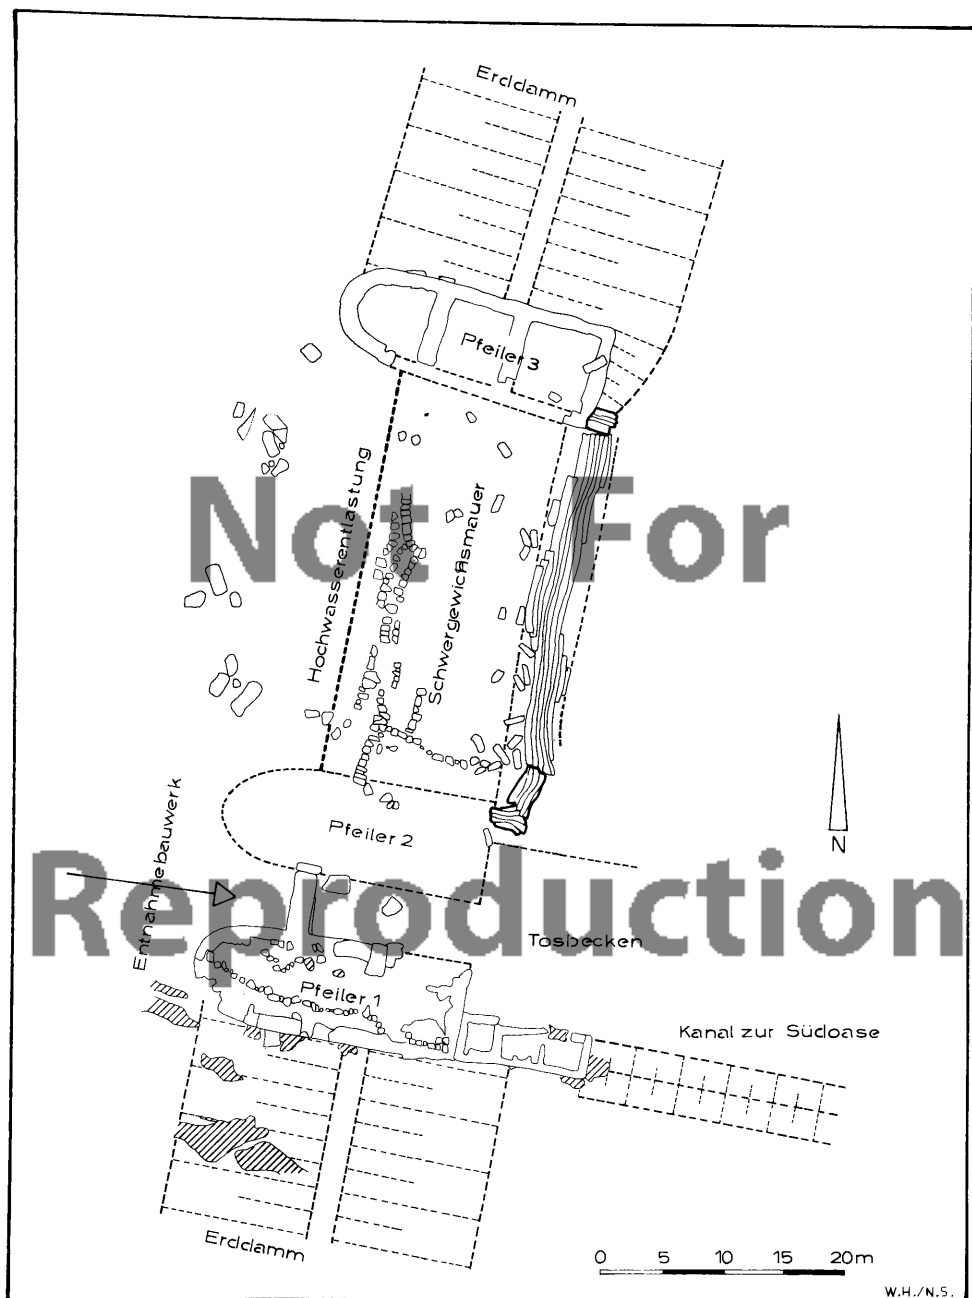 Erddamm
Pfeiler 3
Hochwasserentlastung
Schwergewichsmauer
Not For
Entnahmebauwerk
Pfeiler 2
N
Reproduction
Tosbecken
Pfeiler 1
Kanal zur Südoase
Erddamm
0 5 10 15 20m
W.H./N.S.